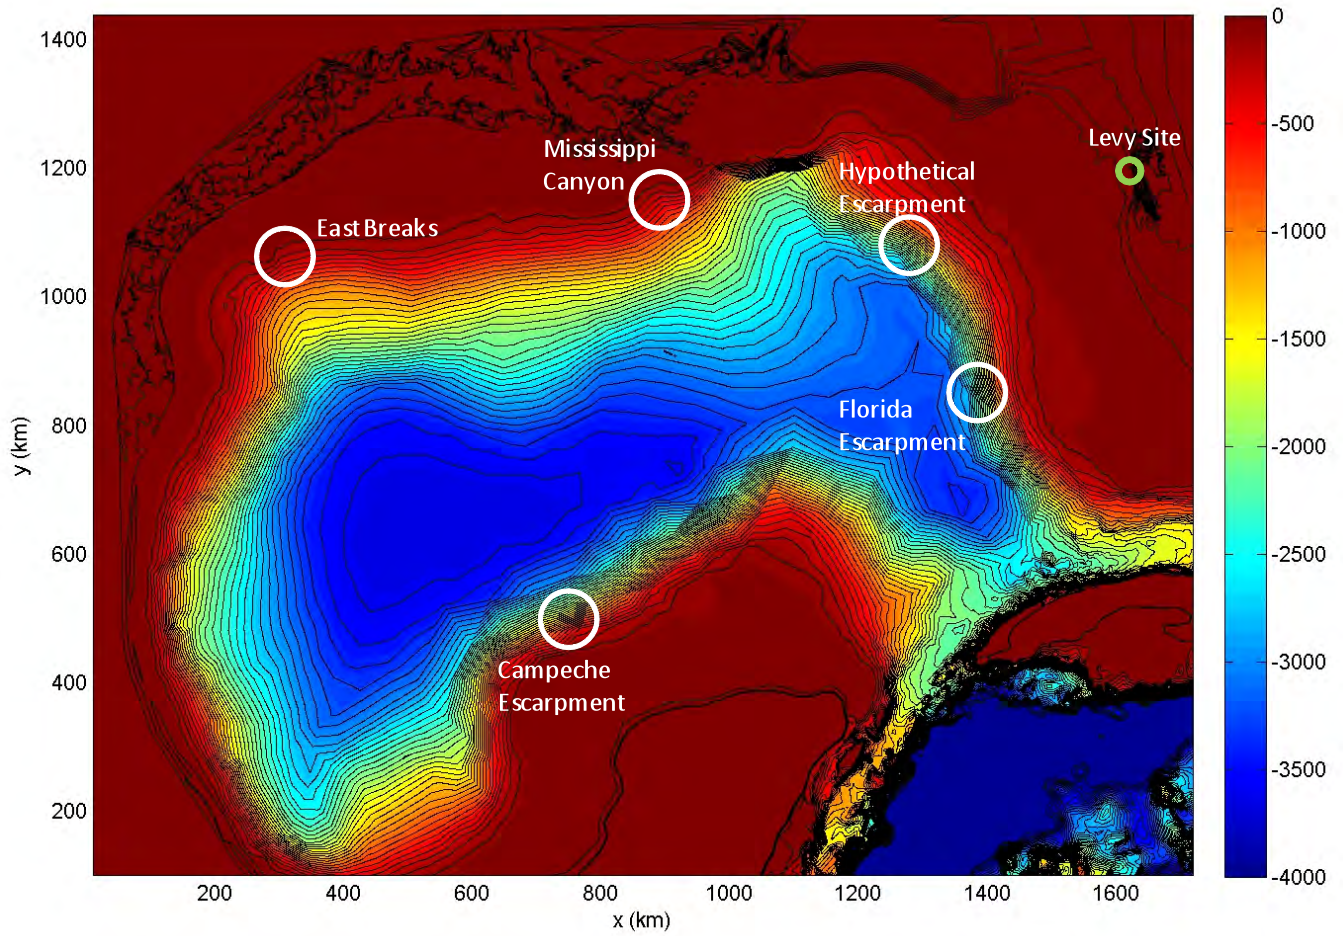 1400
1200
1000
800
600
400
200
y (km)
200 400 600 800 1000 1200 1400 1600
x (km)
Mississippi
Canyon
East Breaks
Hypothetical
Escarpment
Levy Site
Florida
Escarpment
Campeche
Escarpment
0
-500
-1000
-1500
-2000
-2500
-3000
-3500
-4000